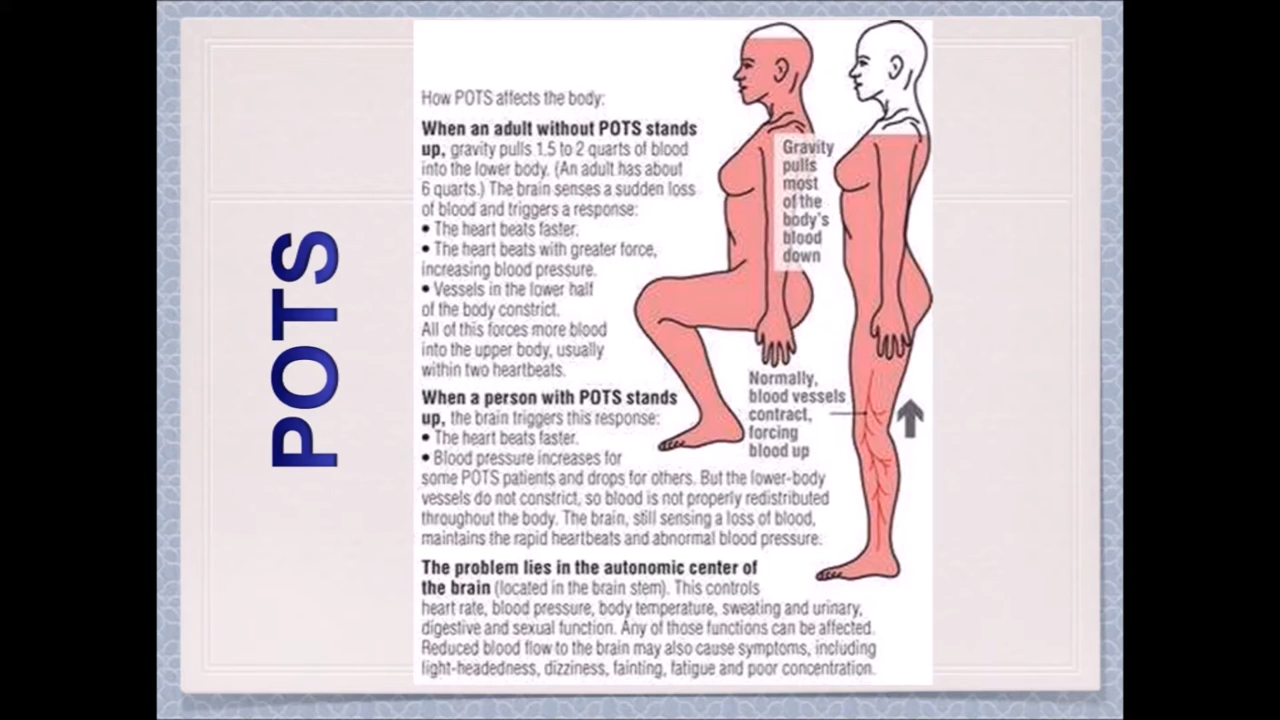 POTS
How POTS affects the body:
When an adult without POTS stands
up, gravity pulls 1.5 to 2 quarts of blood
into the lower body. (An adult has about
6 quarts.) The brain senses a sudden loss
of blood and triggers a response:
• The heart beats faster.
• The heart beats with greater force,
increasing blood pressure.
• Vessels in the lower half
of the body constrict.
All of this forces more blood
into the upper body, usually
within two heartbeats.
When a person with POTS stands
up, the brain triggers this response:
• The heart beats faster.
• Blood pressure increases for
some POTS patients and drops for others. But the lower-body
vessels do not constrict, so blood is not properly redistributed
throughout the body. The brain, still sensing a loss of blood,
maintains the rapid heartbeats and abnormal blood pressure.
The problem lies in the autonomic center of
the brain (located in the brain stem). This controls
heart rate, blood pressure, body temperature, sweating and urinary,
digestive and sexual function. Any of those functions can be affected.
Reduced blood flow to the brain may also cause symptoms, including
light-headedness, dizziness, fainting, fatigue and poor concentration.
Gravity
pulls
most
of the
body's
blood
down
Normally,
blood vessels
contract,
forcing
blood up